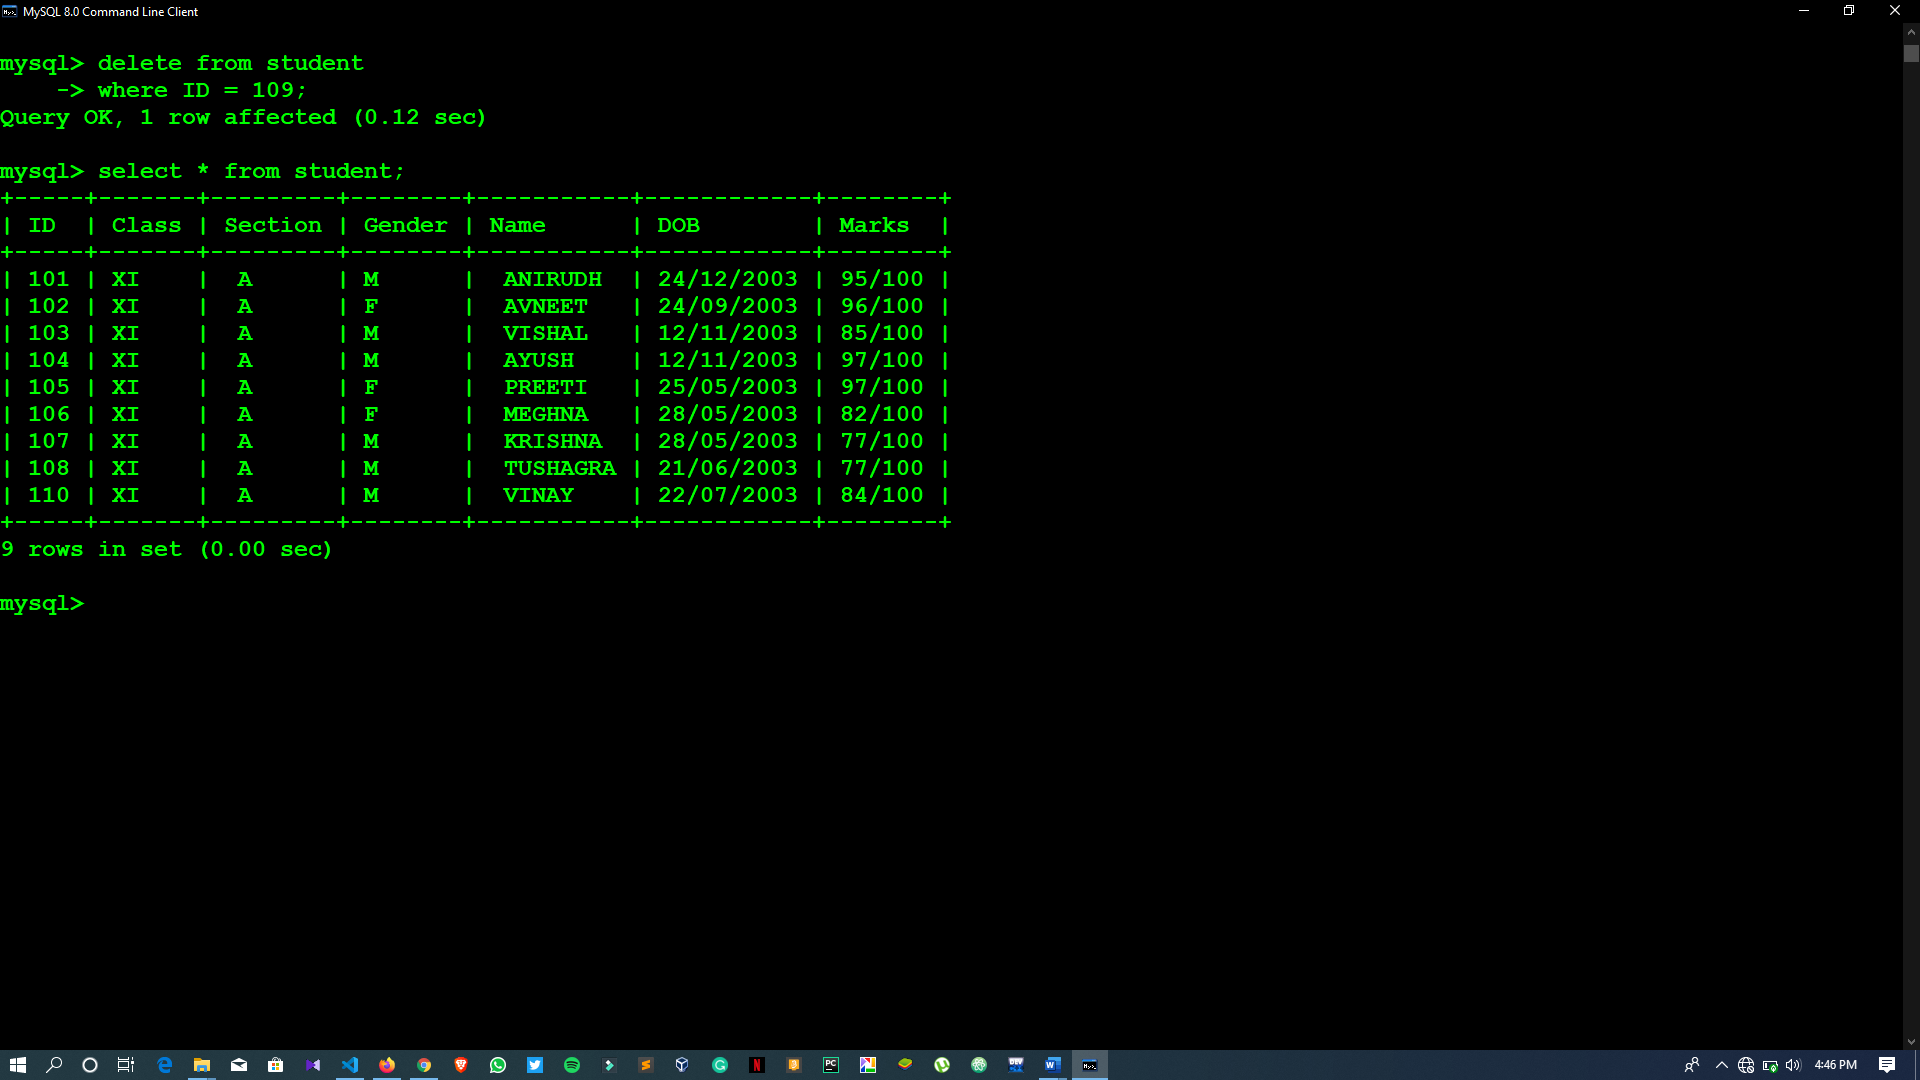 MySQL 8.0 Command Line Client
mysql> delete from student
    -> where ID = 109;
Query OK, 1 row affected (0.12 sec)
mysql> select * from student;
+-----+-------+---------+--------+-----------+------------+--------+
| ID  | Class | Section | Gender | Name      | DOB        | Marks  |
+-----+-------+---------+--------+-----------+------------+--------+
| 101 | XI    |  A      | M      |  ANIRUDH  | 24/12/2003 | 95/100 |
| 102 | XI    |  A      | F      |  AVNEET   | 24/09/2003 | 96/100 |
| 103 | XI    |  A      | M      |  VISHAL   | 12/11/2003 | 85/100 |
| 104 | XI    |  A      | M      |  AYUSH    | 12/11/2003 | 97/100 |
| 105 | XI    |  A      | F      |  PREETI   | 25/05/2003 | 97/100 |
| 106 | XI    |  A      | F      |  MEGHNA   | 28/05/2003 | 82/100 |
| 107 | XI    |  A      | M      |  KRISHNA  | 28/05/2003 | 77/100 |
| 108 | XI    |  A      | M      |  TUSHAGRA | 21/06/2003 | 77/100 |
| 110 | XI    |  A      | M      |  VINAY    | 22/07/2003 | 84/100 |
+-----+-------+---------+--------+-----------+------------+--------+
9 rows in set (0.00 sec)
mysql>
4:46 PM